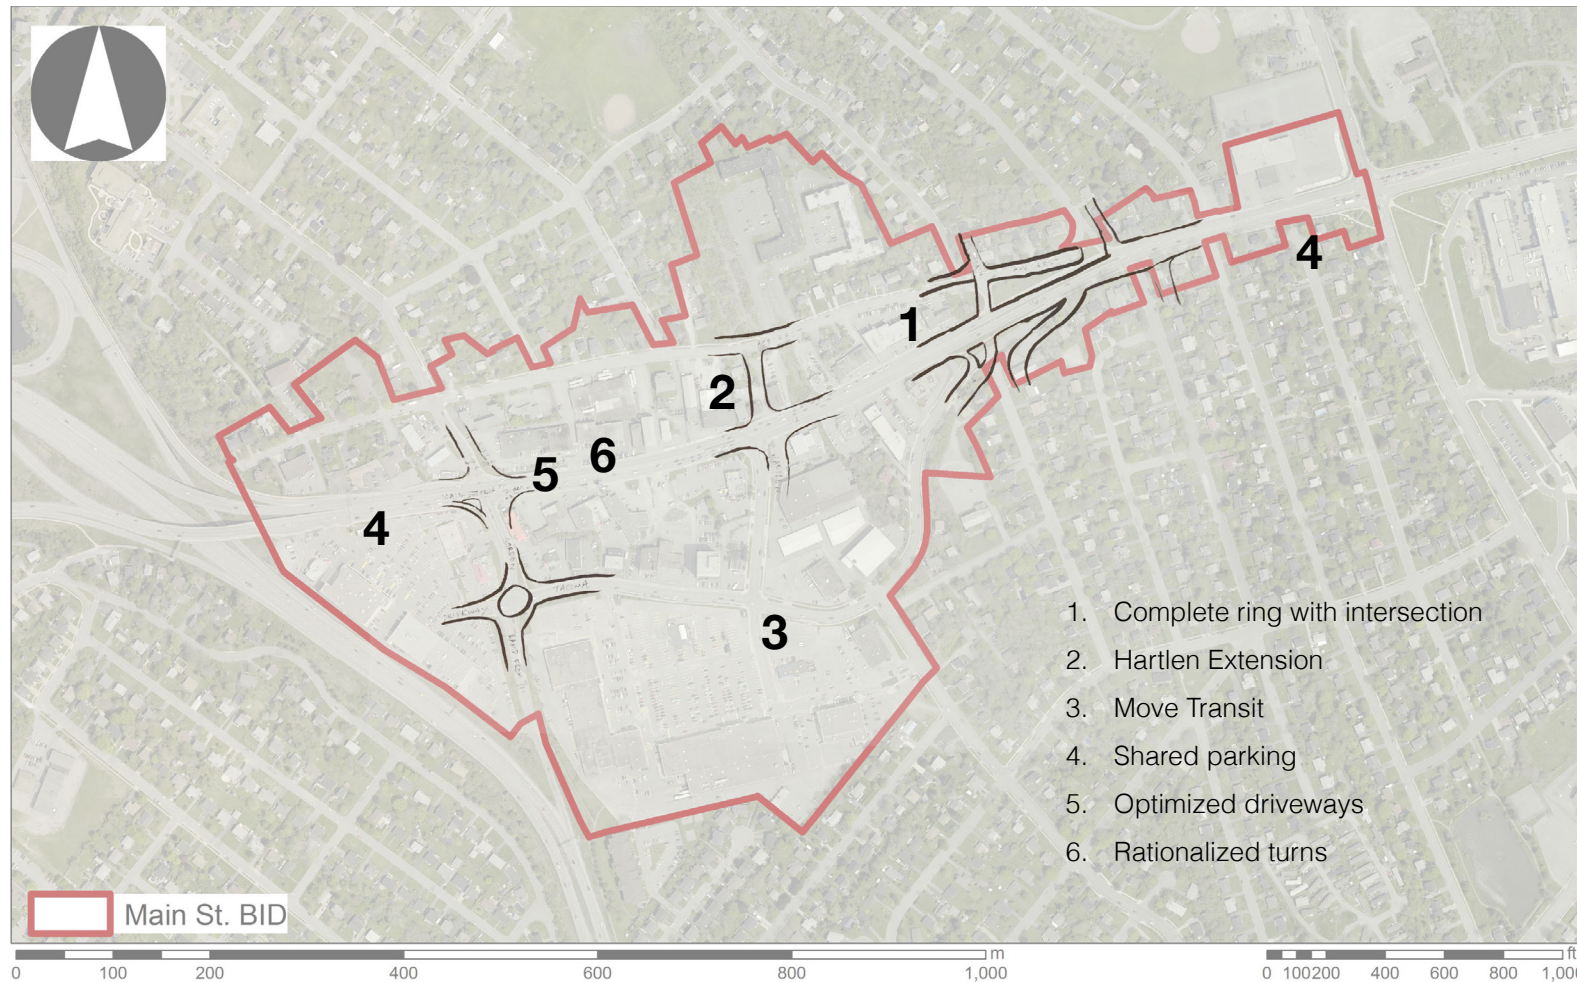 4
1
2
6
5
4
3
1. Complete ring with intersection
2. Hartlen Extension
3. Move Transit
4. Shared parking
5. Optimized driveways
6. Rationalized turns
Main St. BID
m
0 100 200 400 600 800 1,000
ft
0 100200 400 600 800